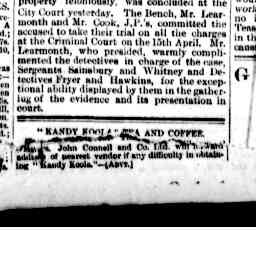 property feloniously, was concluded at the
City Court yesterday. The Bench, Mr. Lear-
month and Mr. Cook, J.P.'s, committed the
accused to take their trial on all the charges
at the Criminal Court on the 15th April. Mr.
Learmonth, who presided, warmly compli-
mented the detectives in charge of the case,
Sergeants Sainsbury and Whitney and De-
tectives Fryer and Hawkins, for the excep-
tional ability displayed by them in the gather-
ing of the evidence and its presentation in
court.
"KANDY KOOLA" TEA AND COFFEE.
John Connell and Co. Ltd. will
address of nearest vendor if any difficulty in obtain-
ing "Kandy Koola."—[ADVT.]
G